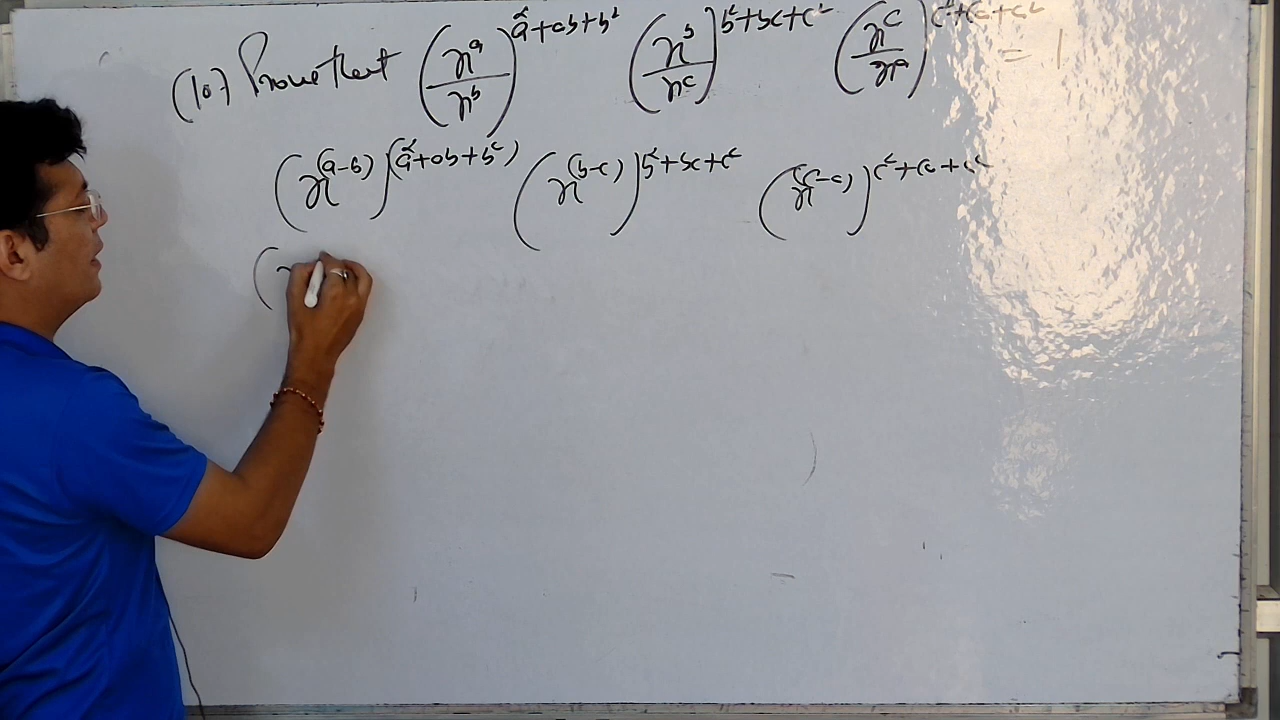 (10) Prove that (x^a/x^b)^(a²+ab+b²) (x^b/x^c)^(b²+bc+c²) (x^c/x^a)^(c²+ca+a²) = 1
(x^(a-b))^(a²+ab+b²) (x^(b-c))^(b²+bc+c²) (x^(c-a))^(c²+ca+a²)
(x